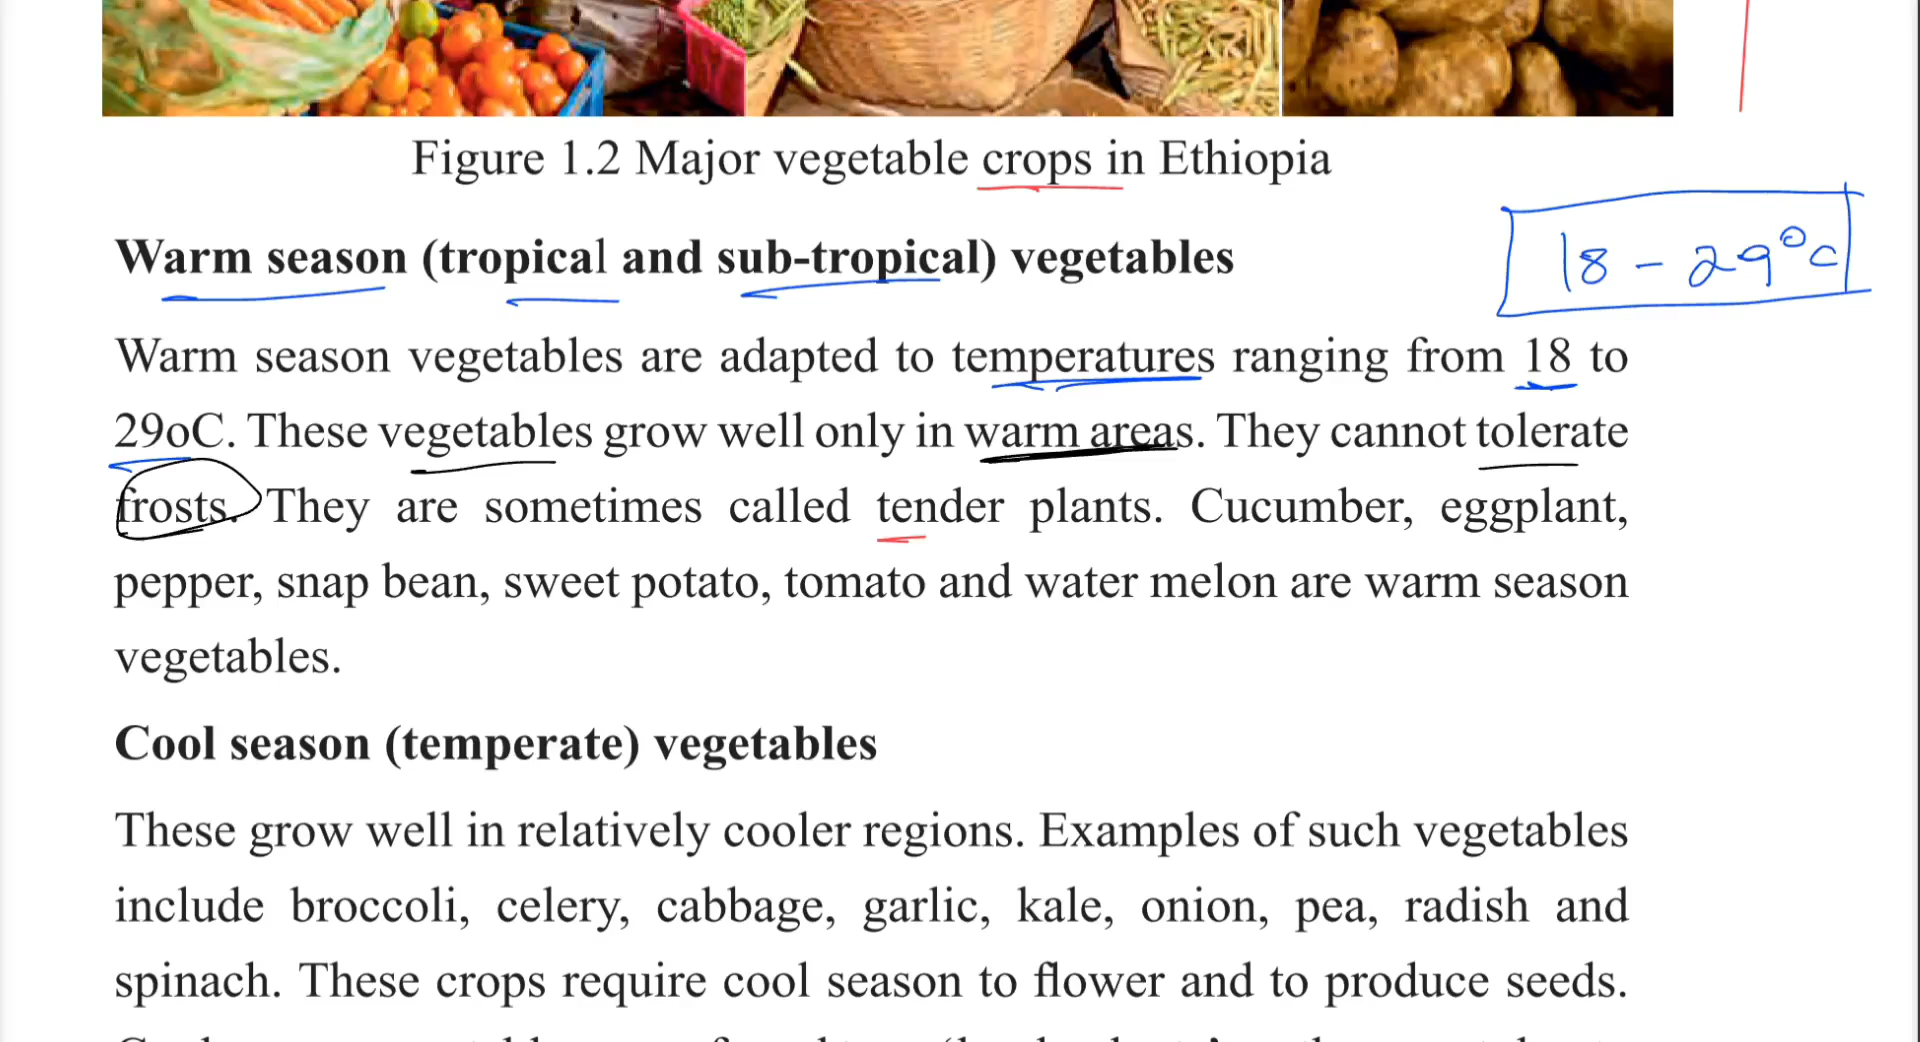 Figure 1.2 Major vegetable crops in Ethiopia
Warm season (tropical and sub-tropical) vegetables
18 - 29°c
Warm season vegetables are adapted to temperatures ranging from 18 to
29oC. These vegetables grow well only in warm areas. They cannot tolerate
frosts. They are sometimes called tender plants. Cucumber, eggplant,
pepper, snap bean, sweet potato, tomato and water melon are warm season
vegetables.
Cool season (temperate) vegetables
These grow well in relatively cooler regions. Examples of such vegetables
include broccoli, celery, cabbage, garlic, kale, onion, pea, radish and
spinach. These crops require cool season to flower and to produce seeds.